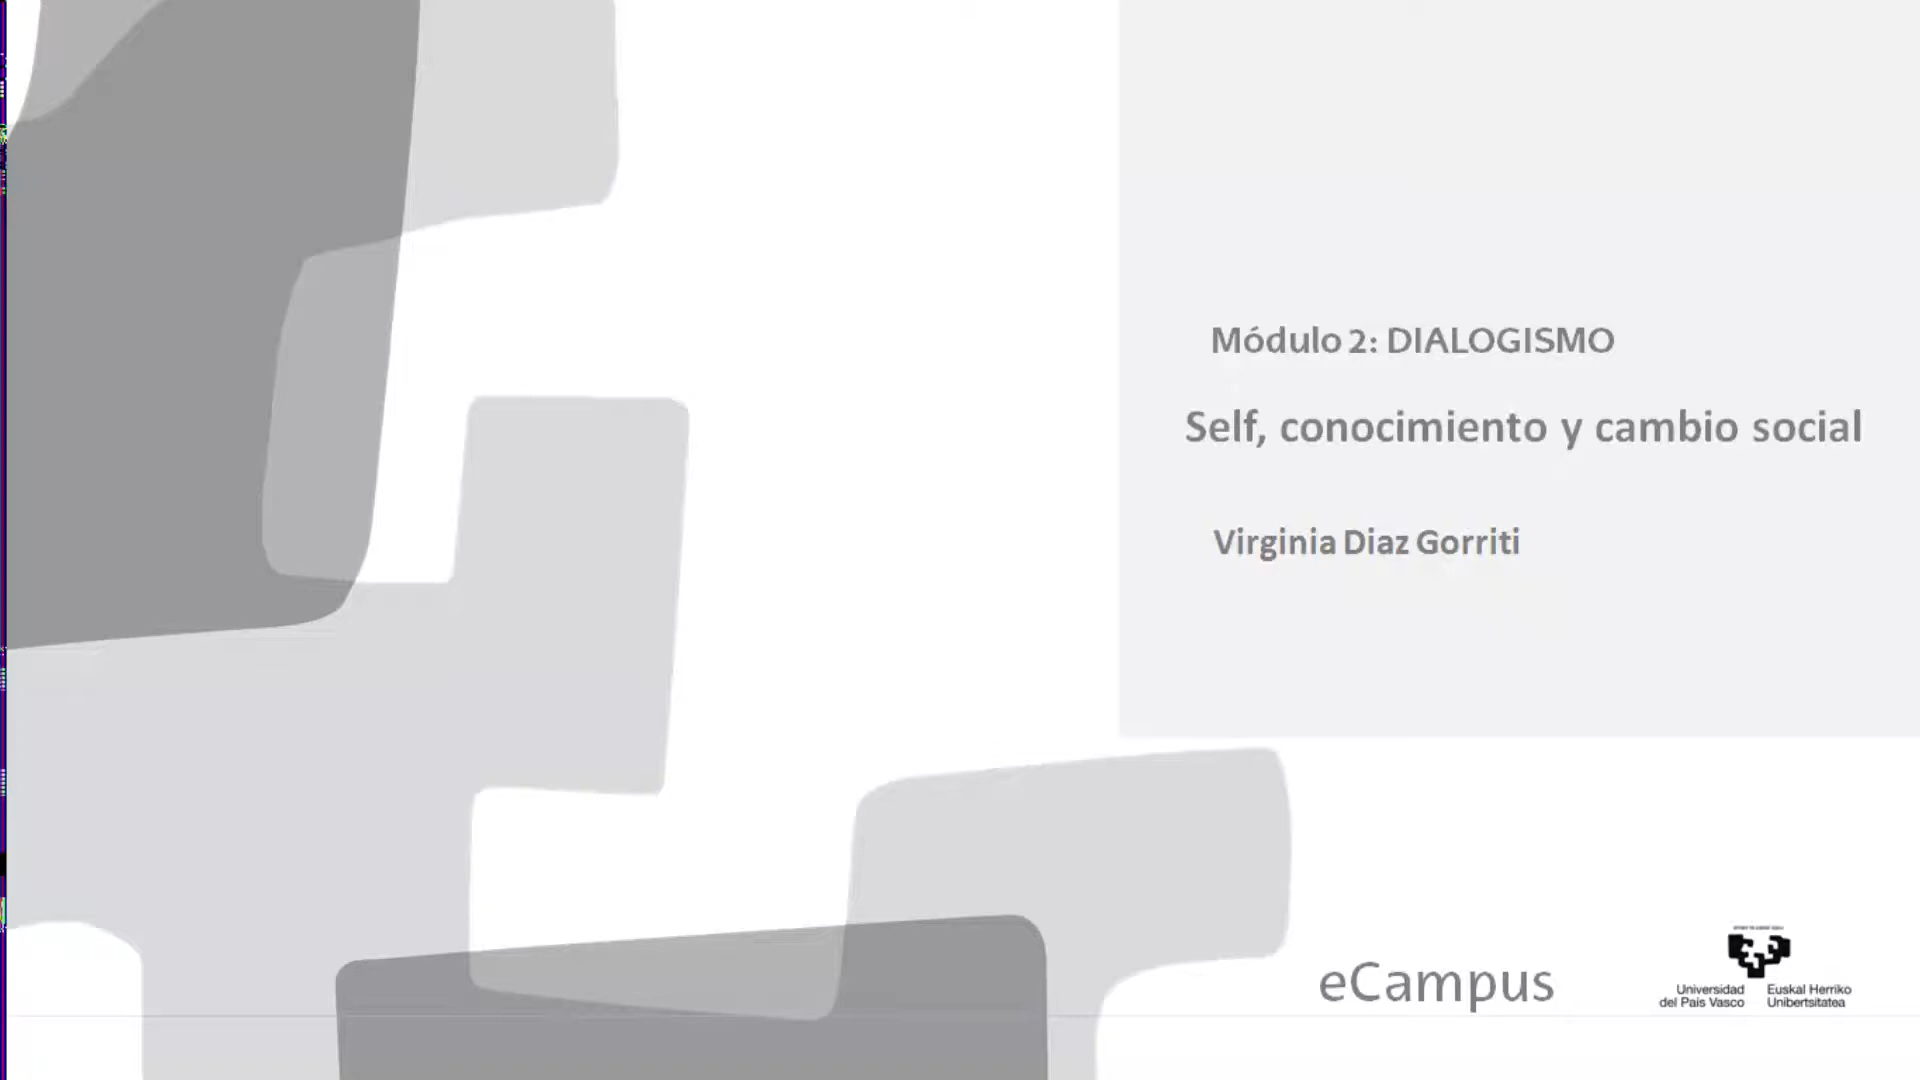 Módulo 2: DIALOGISMO
Self, conocimiento y cambio social
Virginia Diaz Gorriti
eCampus
Universidad
del País Vasco
Euskal Herriko
Unibertsitatea